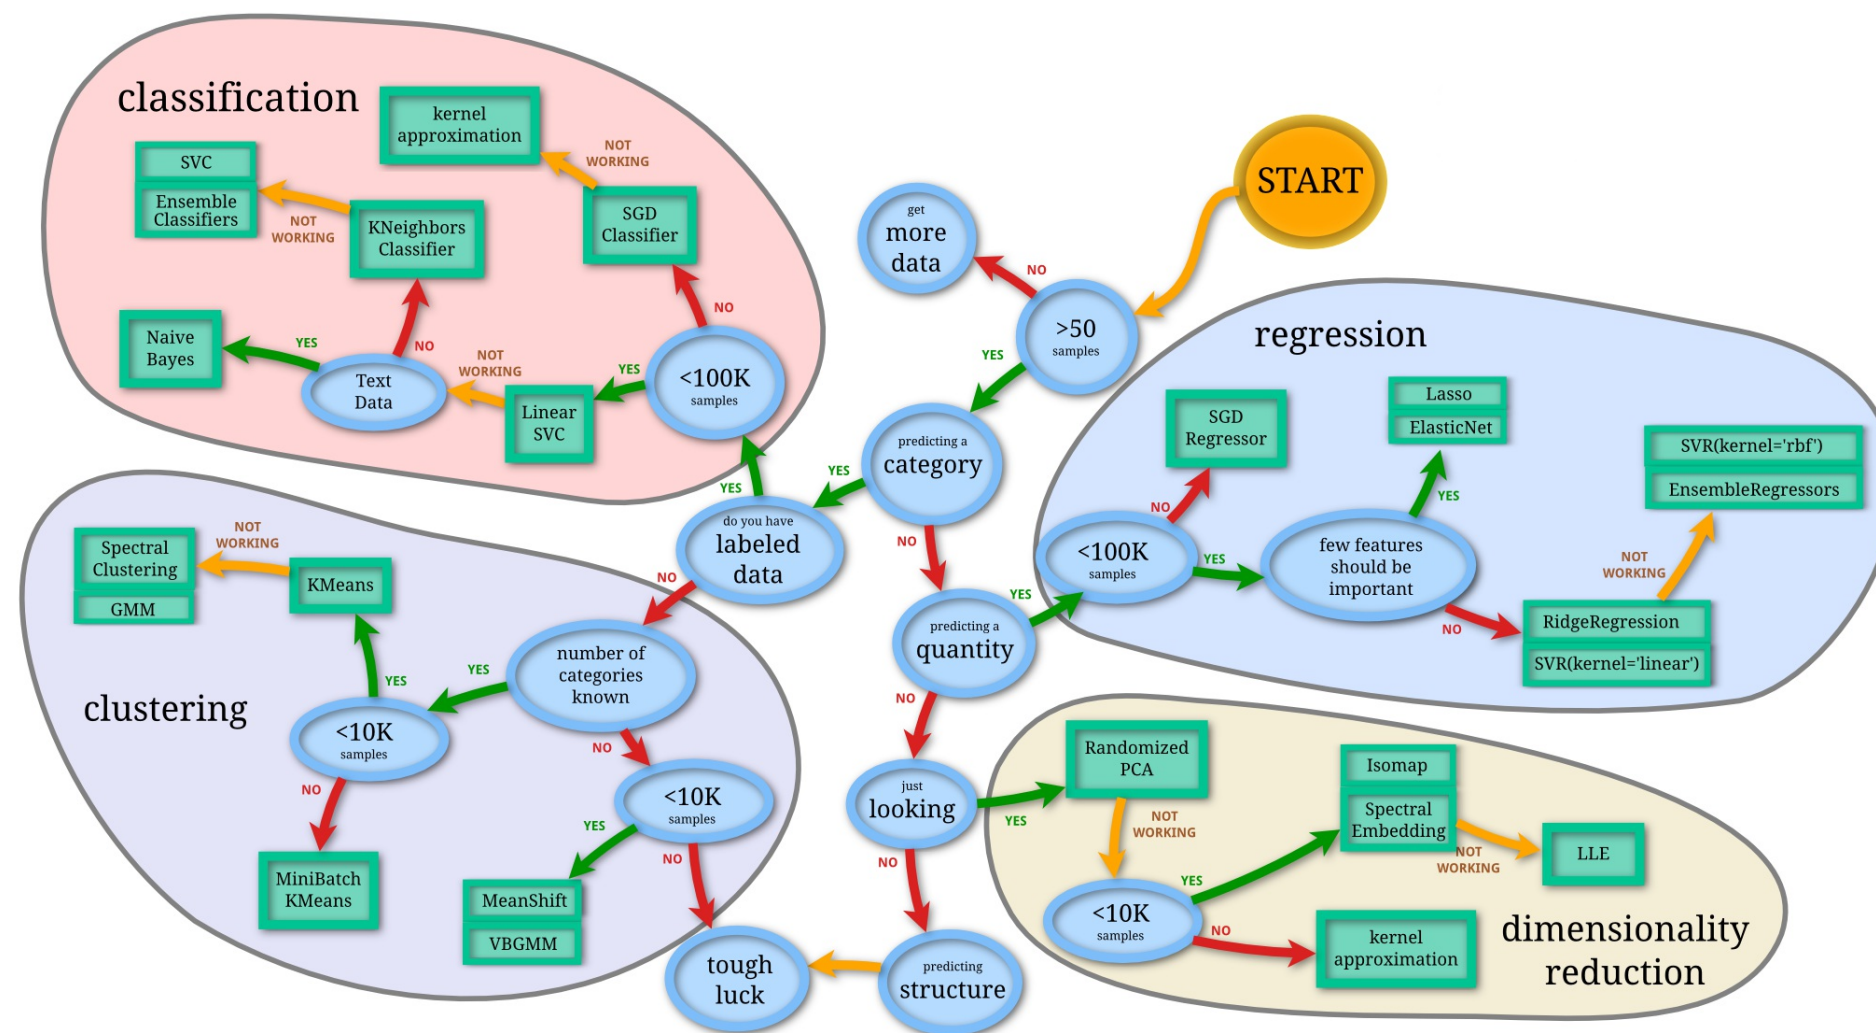 classification
kernel
approximation
NOT
WORKING
SVC
Ensemble
Classifiers
NOT
WORKING
KNeighbors
Classifier
SGD
Classifier
NO
Naive
Bayes
YES
NO
Text
Data
NOT
WORKING
Linear
SVC
YES
<100K
samples
START
get
more
data
NO
>50
samples
YES
predicting a
category
YES
NO
YES
do you have
labeled
data
NO
regression
SGD
Regressor
NO
Lasso
ElasticNet
YES
SVR(kernel='rbf')
EnsembleRegressors
NOT
WORKING
<100K
samples
YES
few features
should be
important
NO
RidgeRegression
SVR(kernel='linear')
predicting a
quantity
YES
NO
clustering
Spectral
Clustering
GMM
NOT
WORKING
KMeans
YES
number of
categories
known
YES
NO
<10K
samples
NO
MiniBatch
KMeans
<10K
samples
YES
NO
MeanShift
VBGMM
tough
luck
just
looking
YES
NO
predicting
structure
Randomized
PCA
NOT
WORKING
Isomap
Spectral
Embedding
NOT
WORKING
LLE
<10K
samples
YES
NO
kernel
approximation
dimensionality
reduction